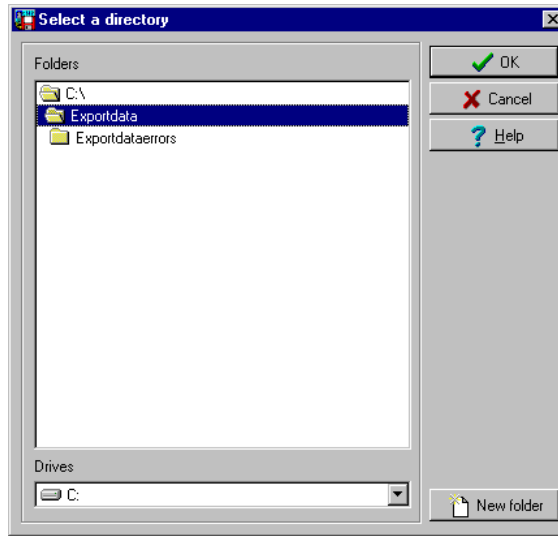 Select a directory
Folders
C:\
Exportdata
Exportdataerrors
Drives
C:
OK
Cancel
Help
New folder